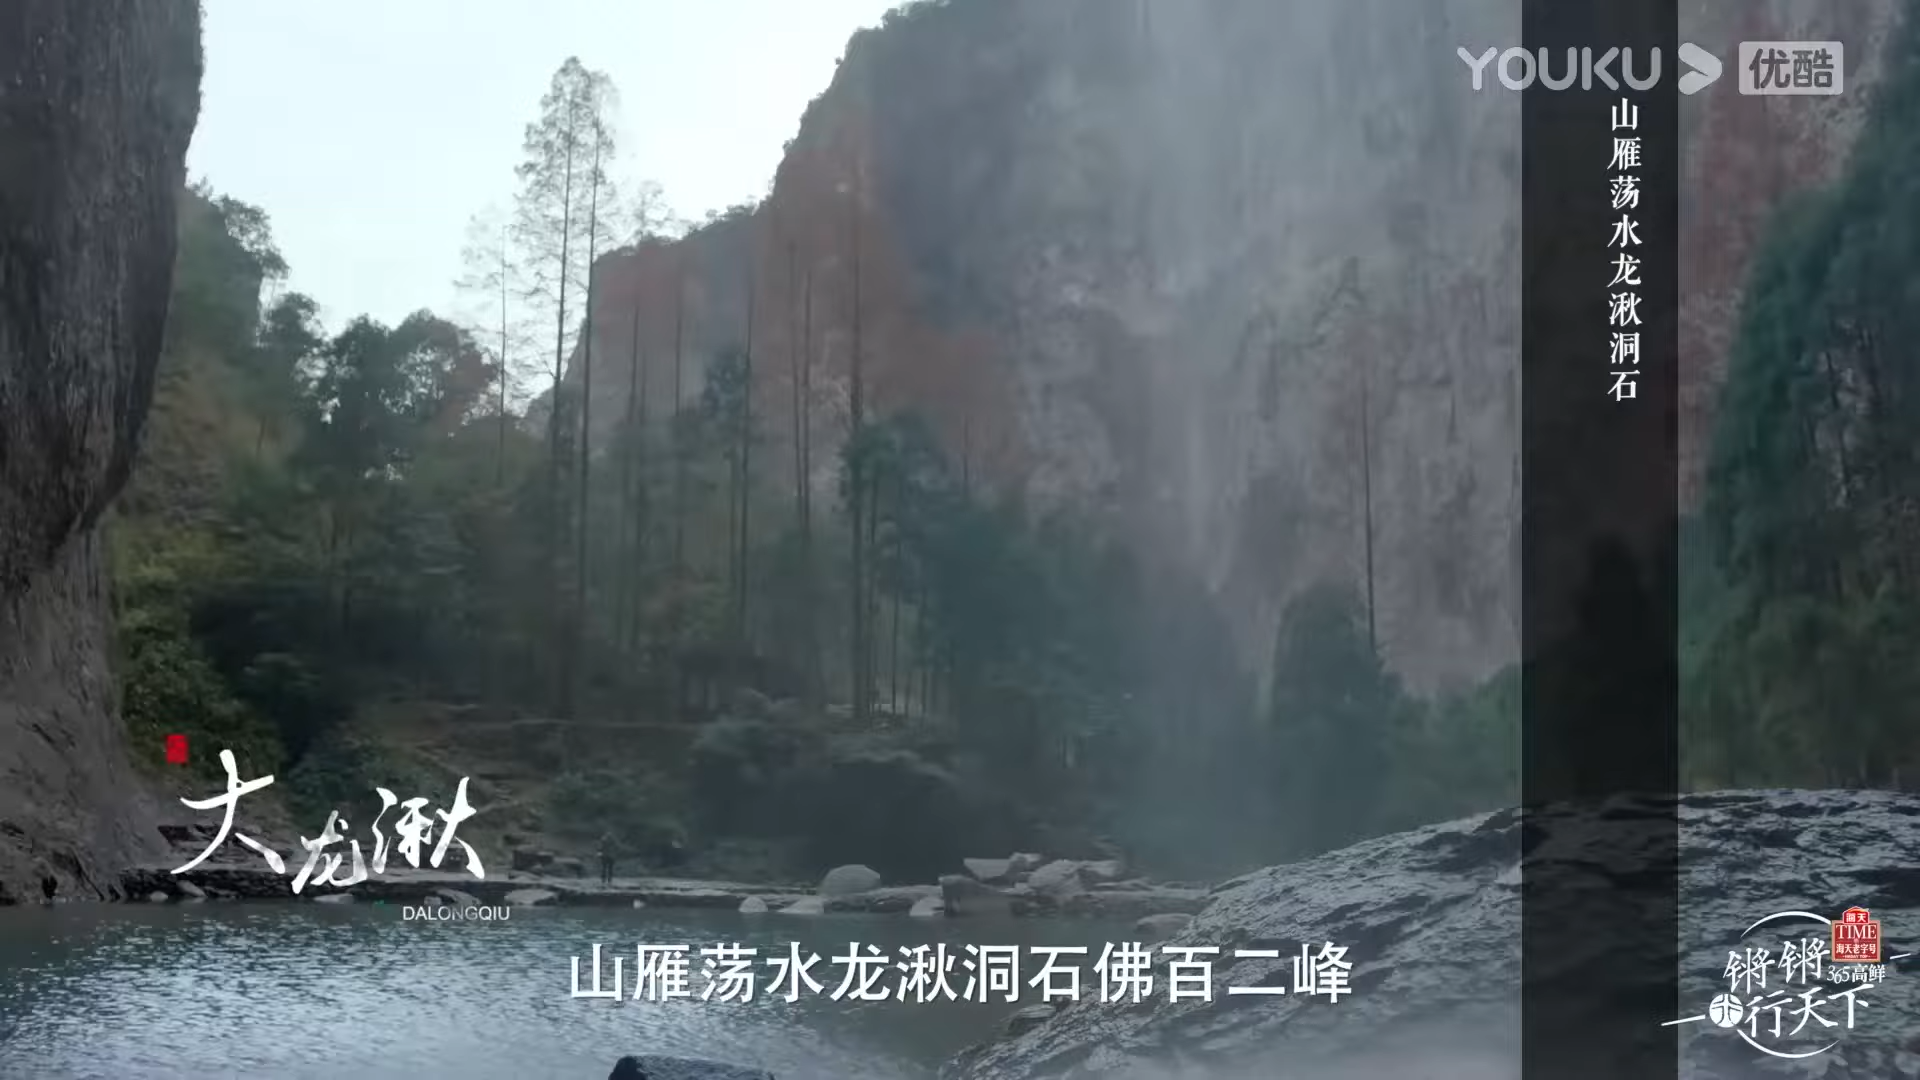 YOUKU 优酷
山雁荡水龙湫洞石
大龙湫
DALONGQIU
山雁荡水龙湫洞石佛百二峰
海天
TIME
海天老字号
365高鲜
锵锵
行天下